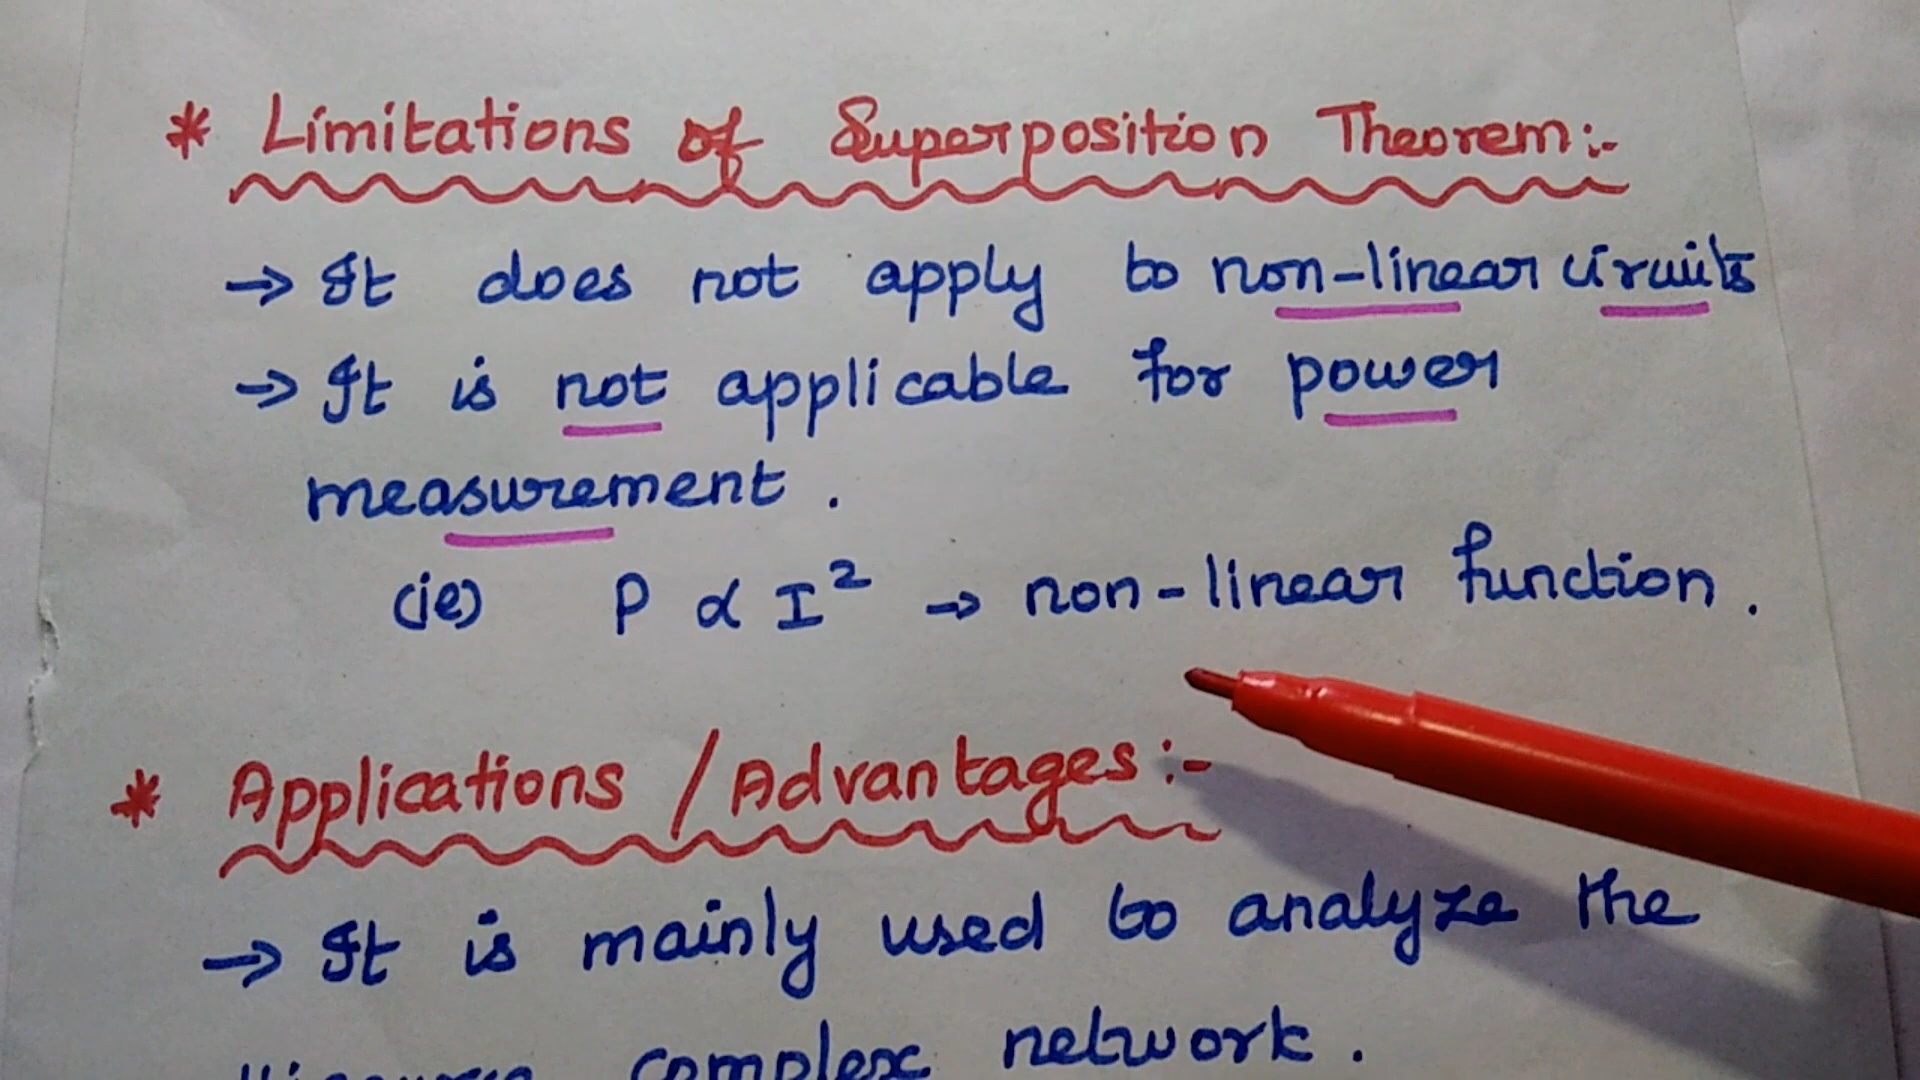 * Limitations of Superposition Theorem:-
→ It does not apply to non-linear circuits
→ It is not applicable for power
measurement.
(ie) P ∝ I² → non-linear function.
* Applications / Advantages:-
→ It is mainly used to analyze the
complex network.